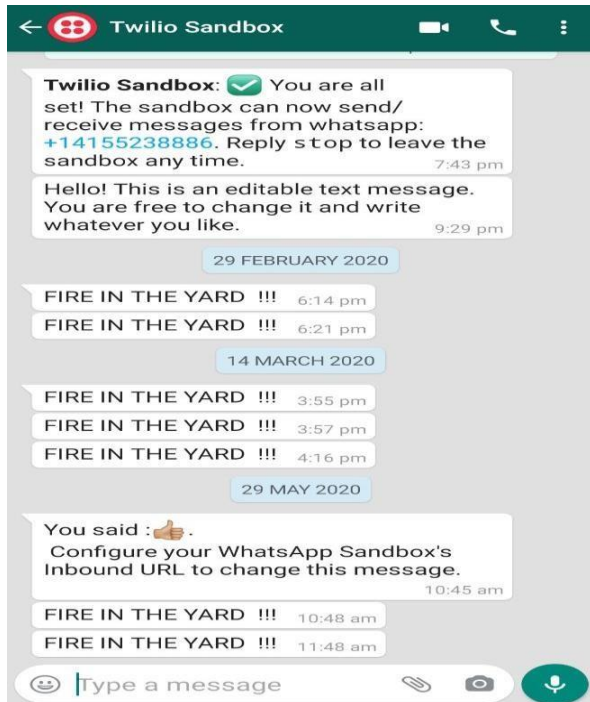 Twilio Sandbox
Twilio Sandbox: ✅ You are all
set! The sandbox can now send/
receive messages from whatsapp:
+14155238886. Reply stop to leave the
sandbox any time. 7:43 pm
Hello! This is an editable text message.
You are free to change it and write
whatever you like. 9:29 pm
29 FEBRUARY 2020
FIRE IN THE YARD !!! 6:14 pm
FIRE IN THE YARD !!! 6:21 pm
14 MARCH 2020
FIRE IN THE YARD !!! 3:55 pm
FIRE IN THE YARD !!! 3:57 pm
FIRE IN THE YARD !!! 4:16 pm
29 MAY 2020
You said :👍🏼.
Configure your WhatsApp Sandbox's
Inbound URL to change this message.
10:45 am
FIRE IN THE YARD !!! 10:48 am
FIRE IN THE YARD !!! 11:48 am
Type a message